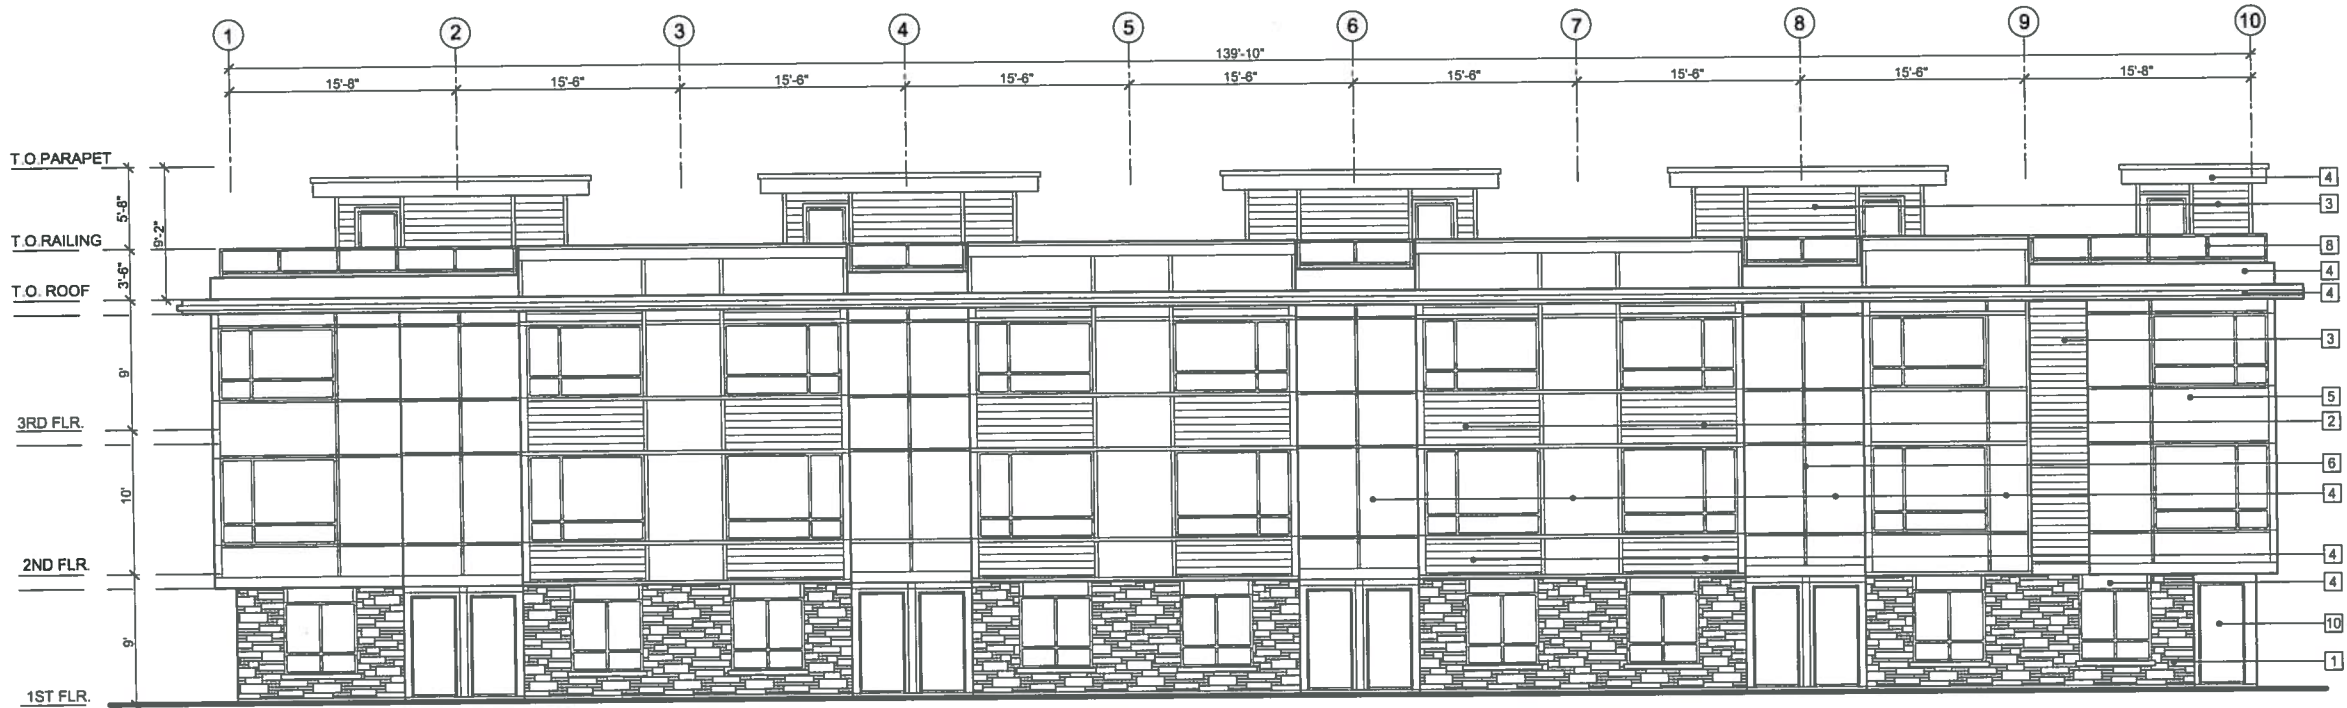 1 2 3 4 5 6 7 8 9 10
139'-10"
15'-8" 15'-6" 15'-6" 15'-6" 15'-6" 15'-6" 15'-6" 15'-6" 15'-8"
T.O.PARAPET
4
5'-8"
3
9'-2"
T.O.RAILING
8
3'-6"
4
T.O. ROOF
4
3
9'
5
3RD FLR.
2
6
10'
4
4
2ND FLR.
4
10
9'
1
1ST FLR.